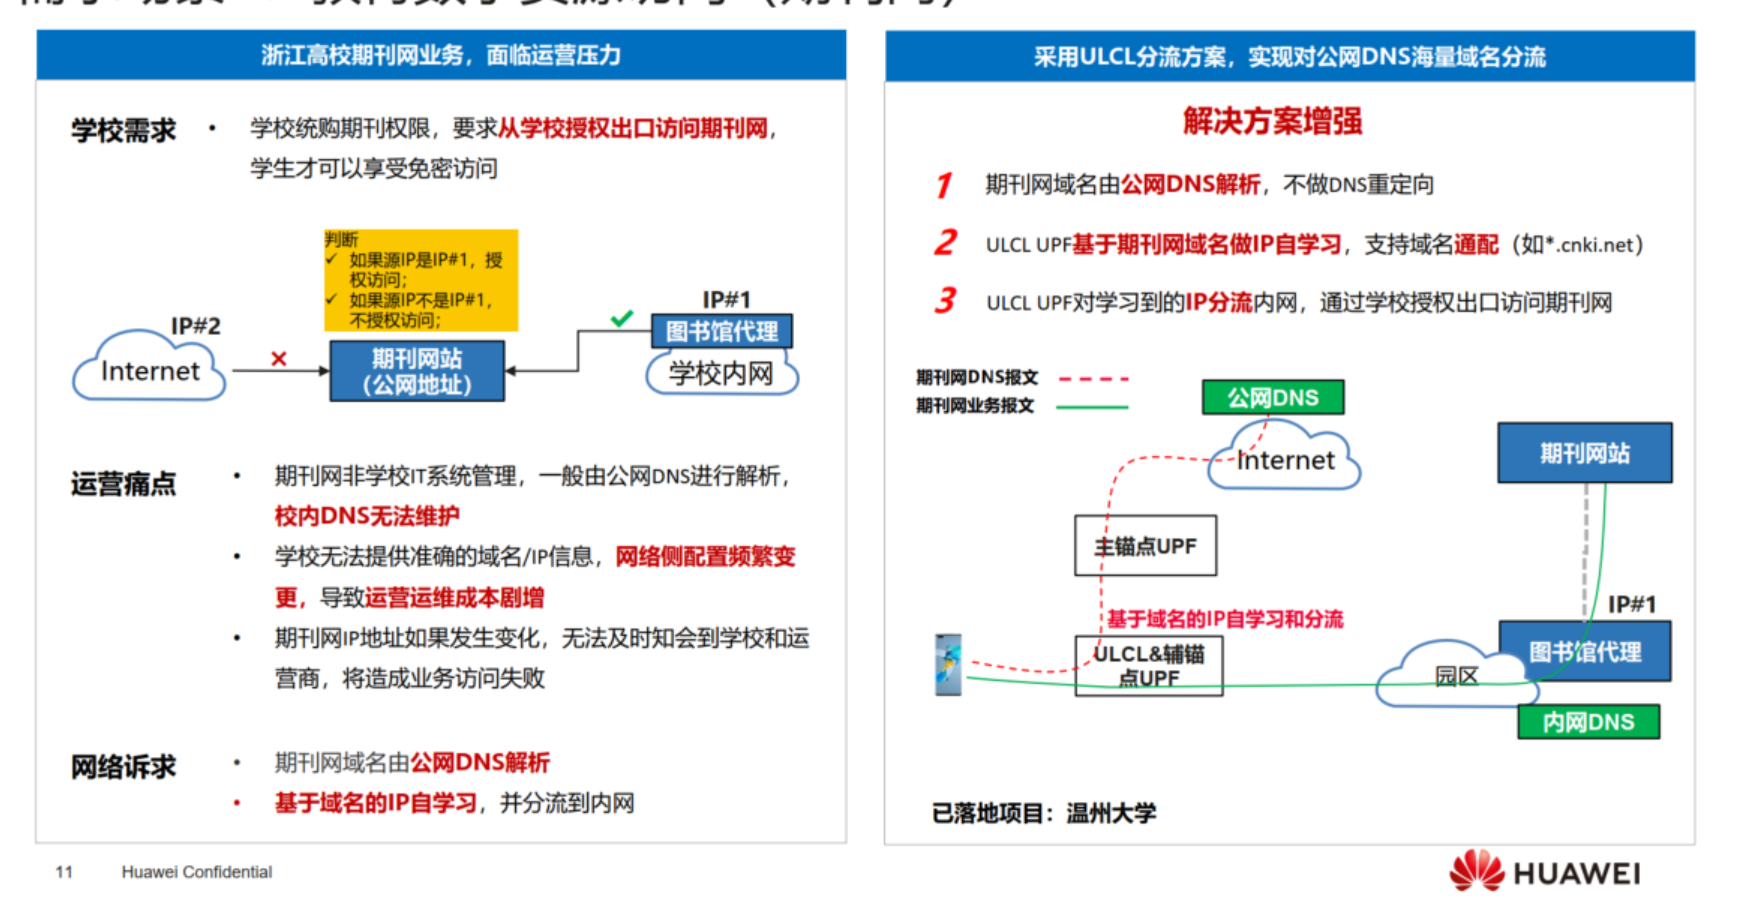 浙江高校期刊网业务，面临运营压力
学校需求
• 学校统购期刊权限，要求从学校授权出口访问期刊网，
学生才可以享受免密访问
判断
✓ 如果源IP是IP#1，授
权访问；
✓ 如果源IP不是IP#1，
不授权访问；
IP#2
Internet
期刊网站
（公网地址）
IP#1
图书馆代理
学校内网
运营痛点
• 期刊网非学校IT系统管理，一般由公网DNS进行解析，
校内DNS无法维护
• 学校无法提供准确的域名/IP信息，网络侧配置频繁变
更，导致运营运维成本剧增
• 期刊网IP地址如果发生变化，无法及时知会到学校和运
营商，将造成业务访问失败
网络诉求
• 期刊网域名由公网DNS解析
• 基于域名的IP自学习，并分流到内网
采用ULCL分流方案，实现对公网DNS海量域名分流
解决方案增强
1 期刊网域名由公网DNS解析，不做DNS重定向
2 ULCL UPF基于期刊网域名做IP自学习，支持域名通配（如*.cnki.net）
3 ULCL UPF对学习到的IP分流内网，通过学校授权出口访问期刊网
期刊网DNS报文
期刊网业务报文
公网DNS
Internet
期刊网站
主锚点UPF
基于域名的IP自学习和分流
IP#1
ULCL&辅锚
点UPF
图书馆代理
园区
内网DNS
已落地项目：温州大学
11
Huawei Confidential
HUAWEI